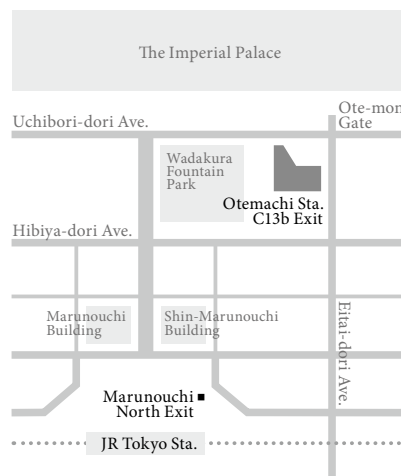 The Imperial Palace
Ote-mon
Gate
Uchibori-dori Ave.
Wadakura
Fountain
Park
Otemachi Sta.
C13b Exit
Hibiya-dori Ave.
Marunouchi
Building
Shin-Marunouchi
Building
Eitai-dori Ave.
Marunouchi
North Exit
JR Tokyo Sta.